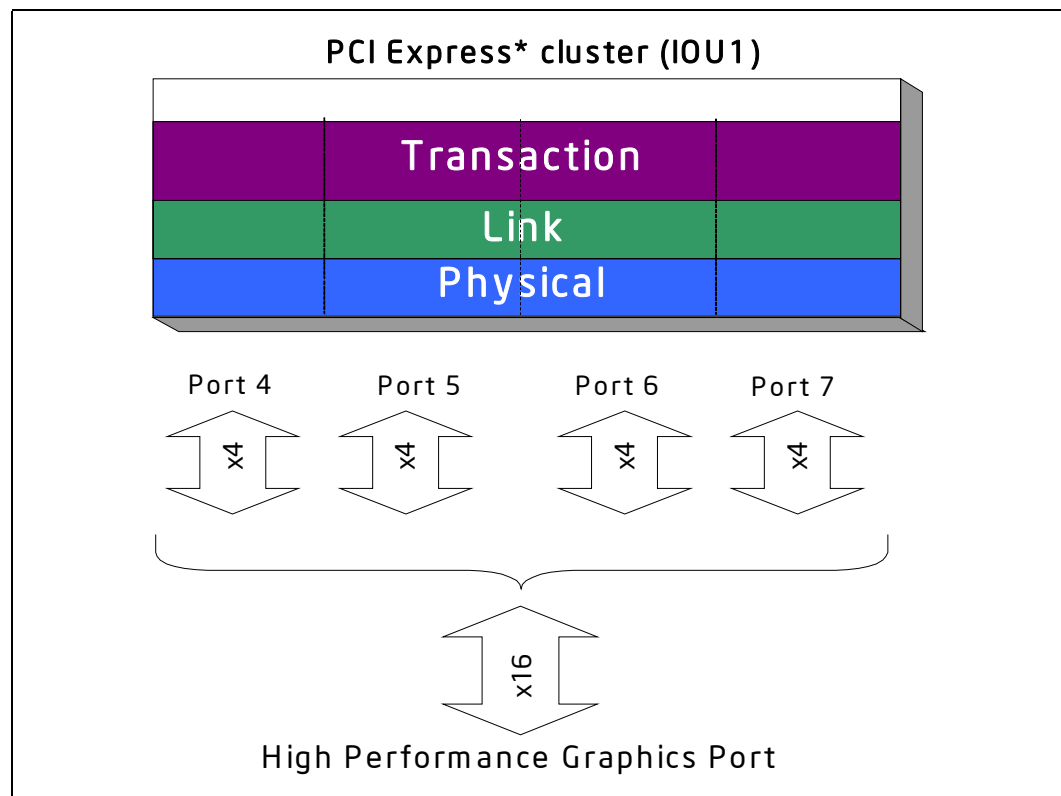 PCI Express* cluster (IOU1)
Transaction
Link
Physical
Port 4
Port 5
Port 6
Port 7
x4
x4
x4
x4
x16
High Performance Graphics Port